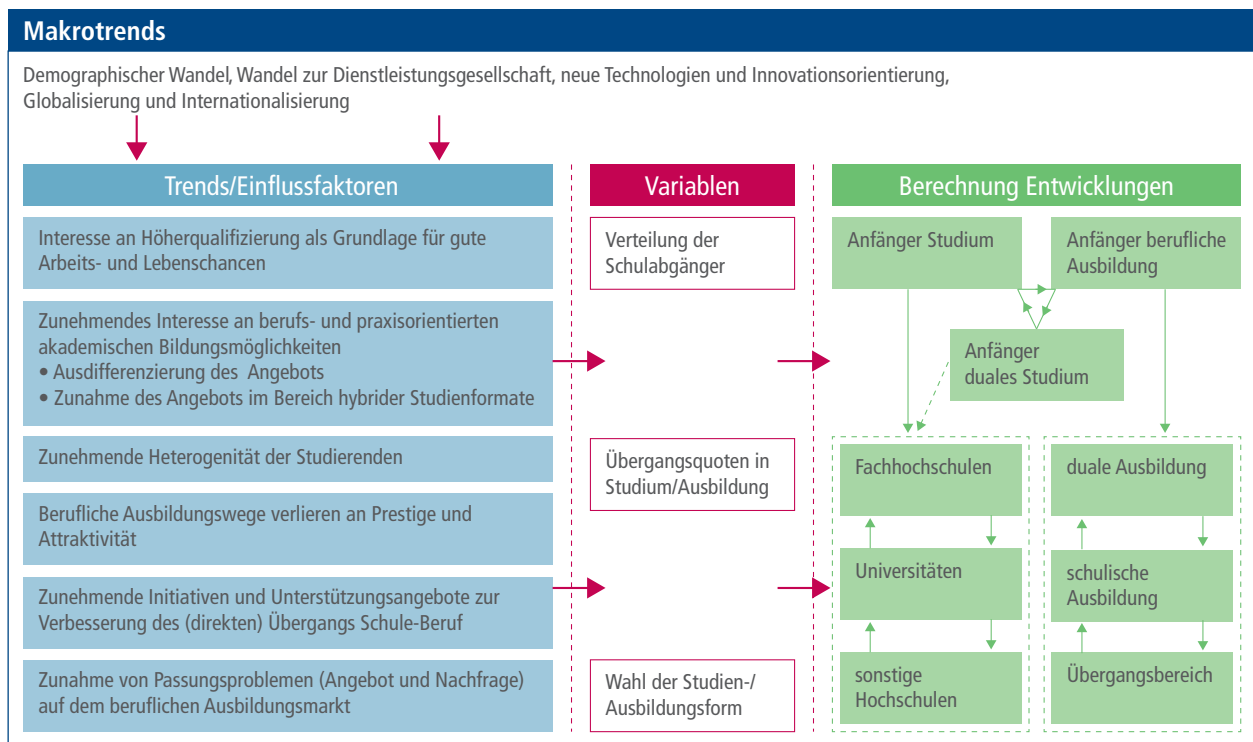 Makrotrends
Demographischer Wandel, Wandel zur Dienstleistungsgesellschaft, neue Technologien und Innovationsorientierung,
Globalisierung und Internationalisierung
Trends/Einflussfaktoren
Interesse an Höherqualifizierung als Grundlage für gute
Arbeits- und Lebenschancen
Zunehmendes Interesse an berufs- und praxisorientierten
akademischen Bildungsmöglichkeiten
• Ausdifferenzierung des Angebots
• Zunahme des Angebots im Bereich hybrider Studienformate
Zunehmende Heterogenität der Studierenden
Berufliche Ausbildungswege verlieren an Prestige und
Attraktivität
Zunehmende Initiativen und Unterstützungsangebote zur
Verbesserung des (direkten) Übergangs Schule-Beruf
Zunahme von Passungsproblemen (Angebot und Nachfrage)
auf dem beruflichen Ausbildungsmarkt
Variablen
Verteilung der
Schulabgänger
Übergangsquoten in
Studium/Ausbildung
Wahl der Studien-/
Ausbildungsform
Berechnung Entwicklungen
Anfänger Studium
Anfänger berufliche
Ausbildung
Anfänger
duales Studium
Fachhochschulen
Universitäten
sonstige
Hochschulen
duale Ausbildung
schulische
Ausbildung
Übergangsbereich